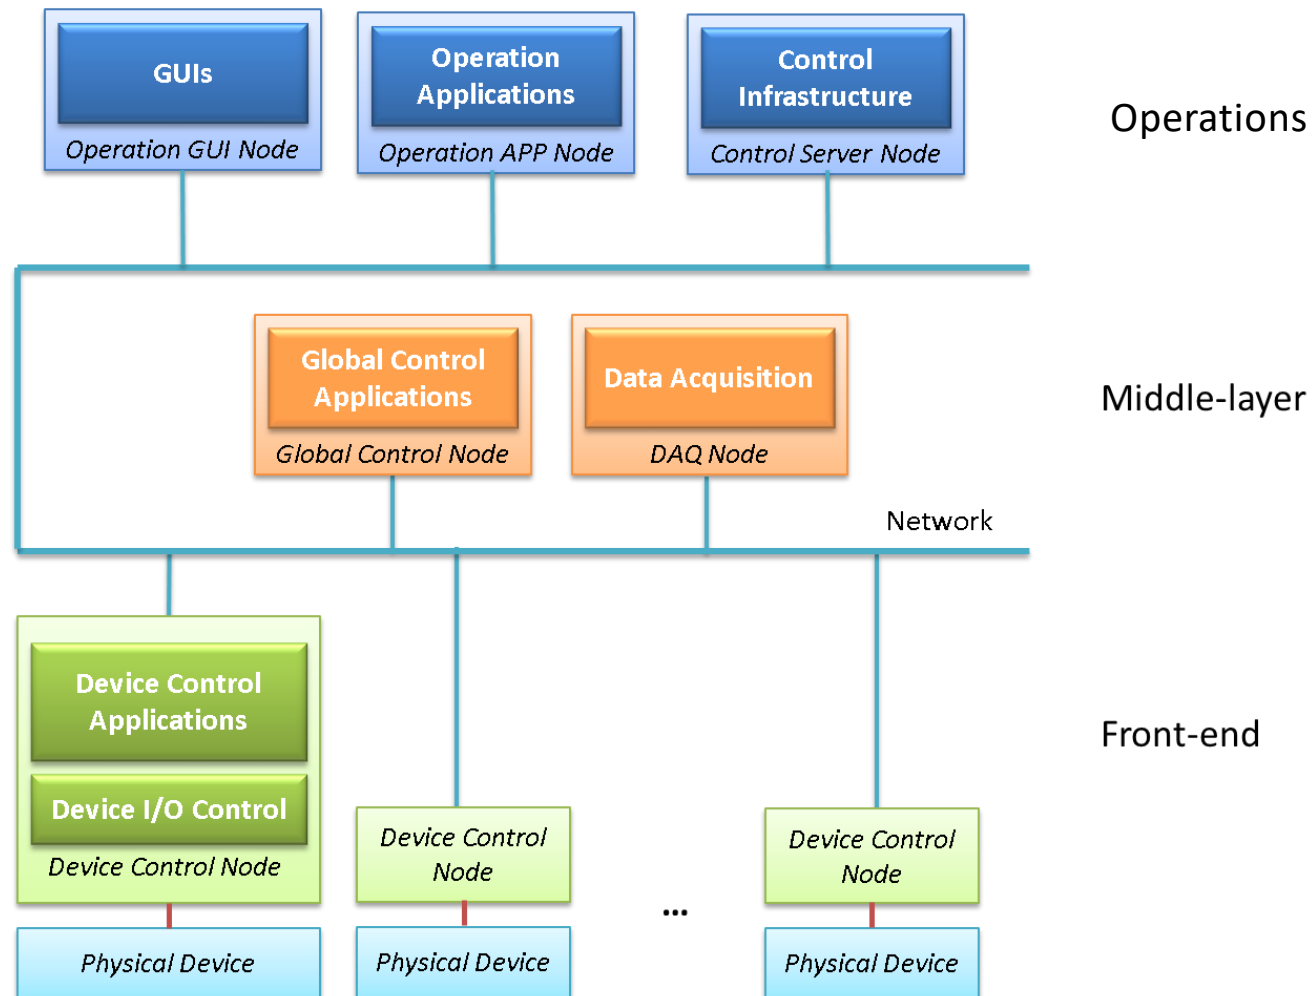 GUIs
Operation GUI Node
Operation
Applications
Operation APP Node
Control
Infrastructure
Control Server Node
Operations
Global Control
Applications
Global Control Node
Data Acquisition
DAQ Node
Middle-layer
Network
Device Control
Applications
Device I/O Control
Device Control Node
Physical Device
Device Control
Node
Physical Device
...
Device Control
Node
Physical Device
Front-end